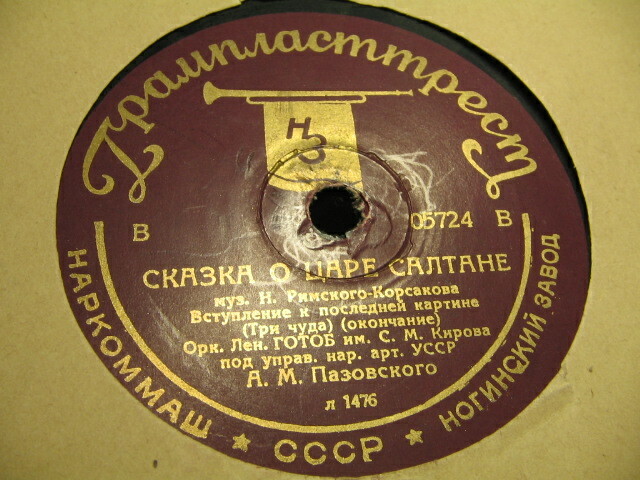 Грампласттрест
НЗ
В 05724 В
СКАЗКА О ЦАРЕ САЛТАНЕ
муз. Н. Римского-Корсакова
Вступление к последней картине
(Три чуда) (окончание)
Орк. Лен. ГОТОБ им. С. М. Кирова
под управ. нар. арт. УССР
А. М. Пазовского
л 1476
НАРКОММАШ ★ СССР ★ НОГИНСКИЙ ЗАВОД